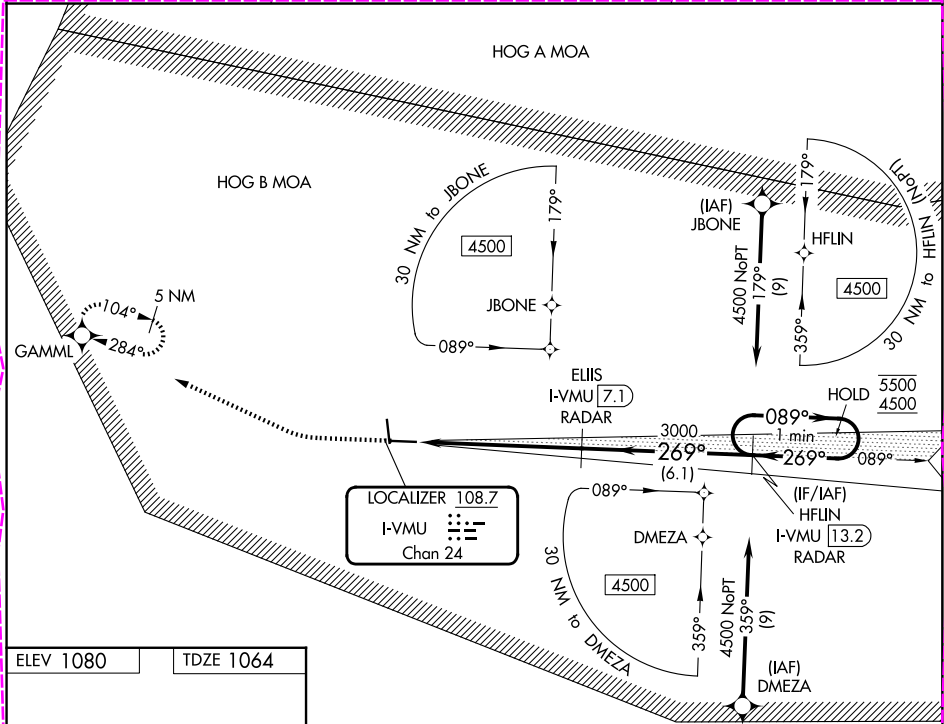 HOG A MOA
HOG B MOA
30 NM to JBONE
4500
179°
JBONE
089°
(IAF)
JBONE
4500 NoPT
179°
(9)
179°
HFLIN
359°
4500
30 NM to HFLIN (NoPT)
104°
5 NM
284°
GAMML
ELIIS
I-VMU 7.1
RADAR
HOLD
5500
4500
089°
1 min
269°
089°
3000
269°
(6.1)
(IF/IAF)
HFLIN
I-VMU 13.2
RADAR
LOCALIZER 108.7
I-VMU
Chan 24
089°
DMEZA
4500
359°
30 NM to DMEZA
4500 NoPT
359°
(9)
(IAF)
DMEZA
ELEV 1080
TDZE 1064